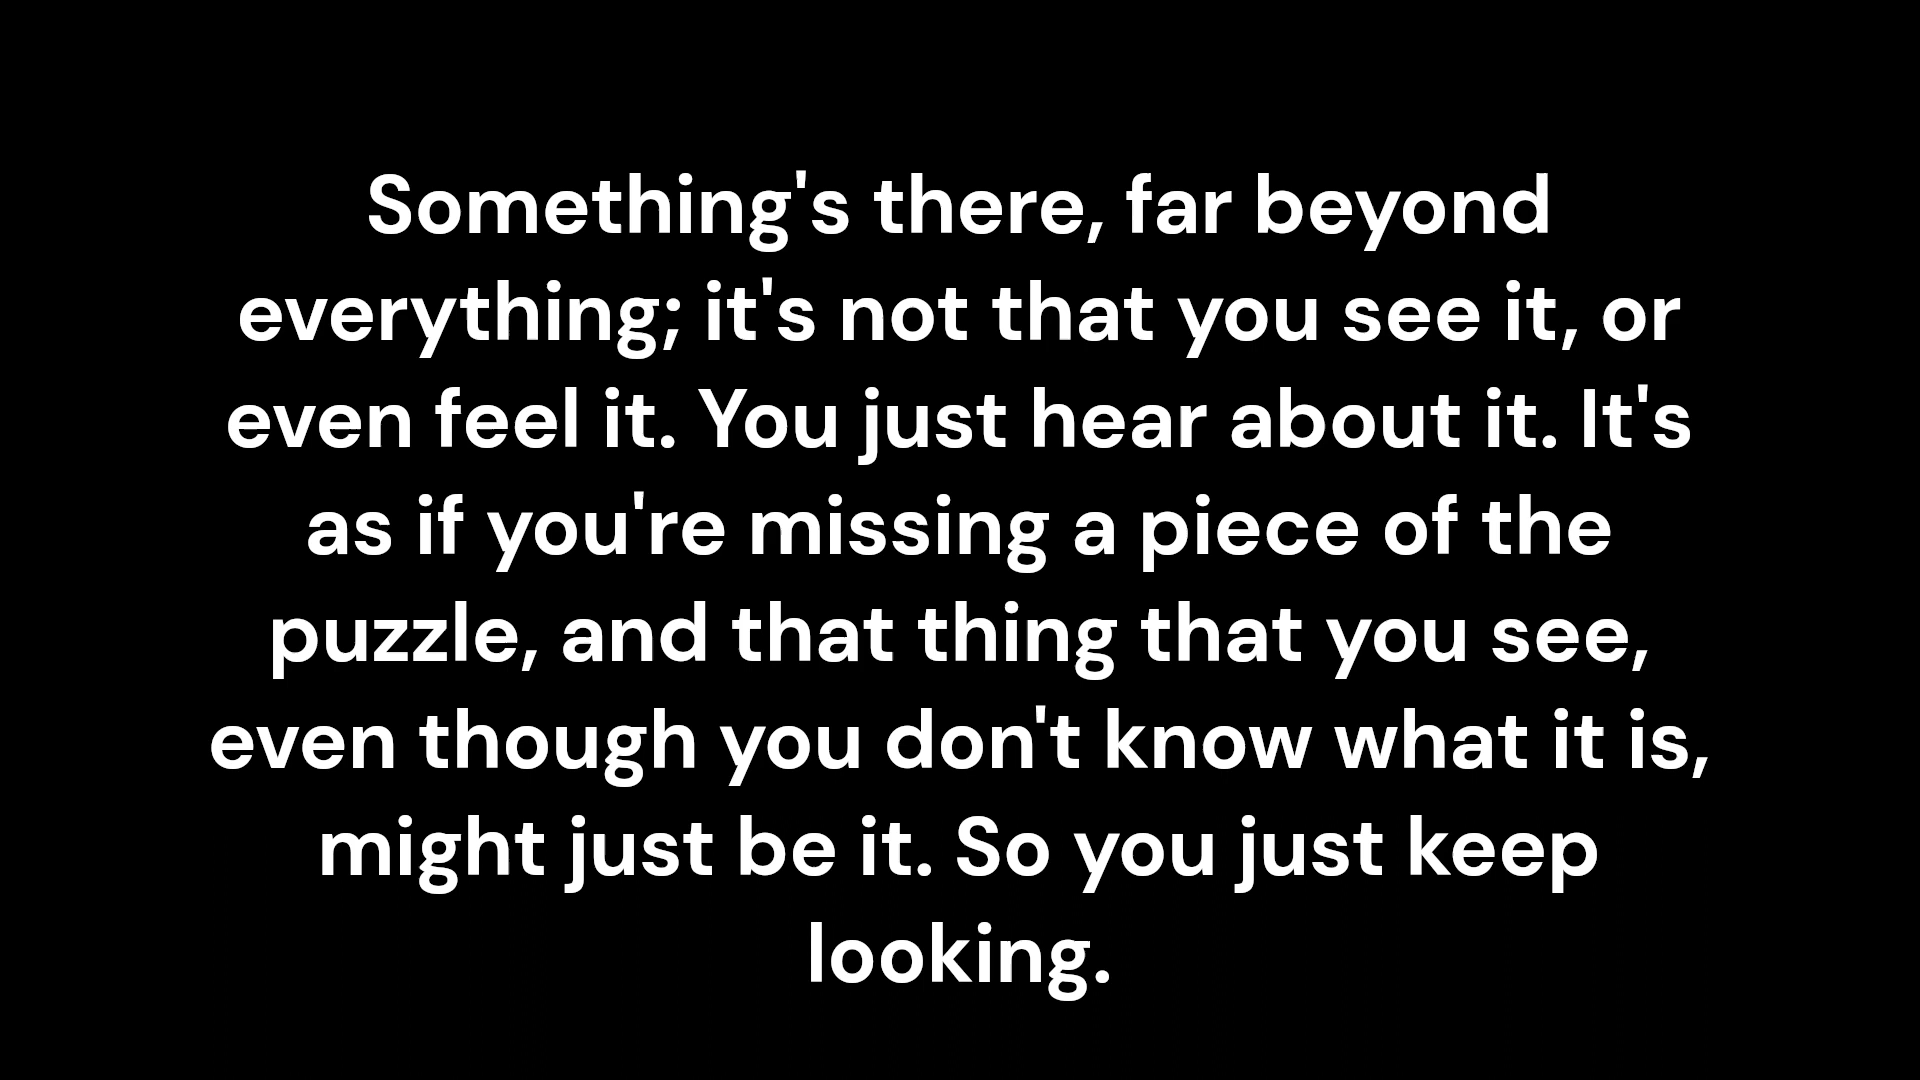 Something's there, far beyond
everything; it's not that you see it, or
even feel it. You just hear about it. It's
as if you're missing a piece of the
puzzle, and that thing that you see,
even though you don't know what it is,
might just be it. So you just keep
looking.